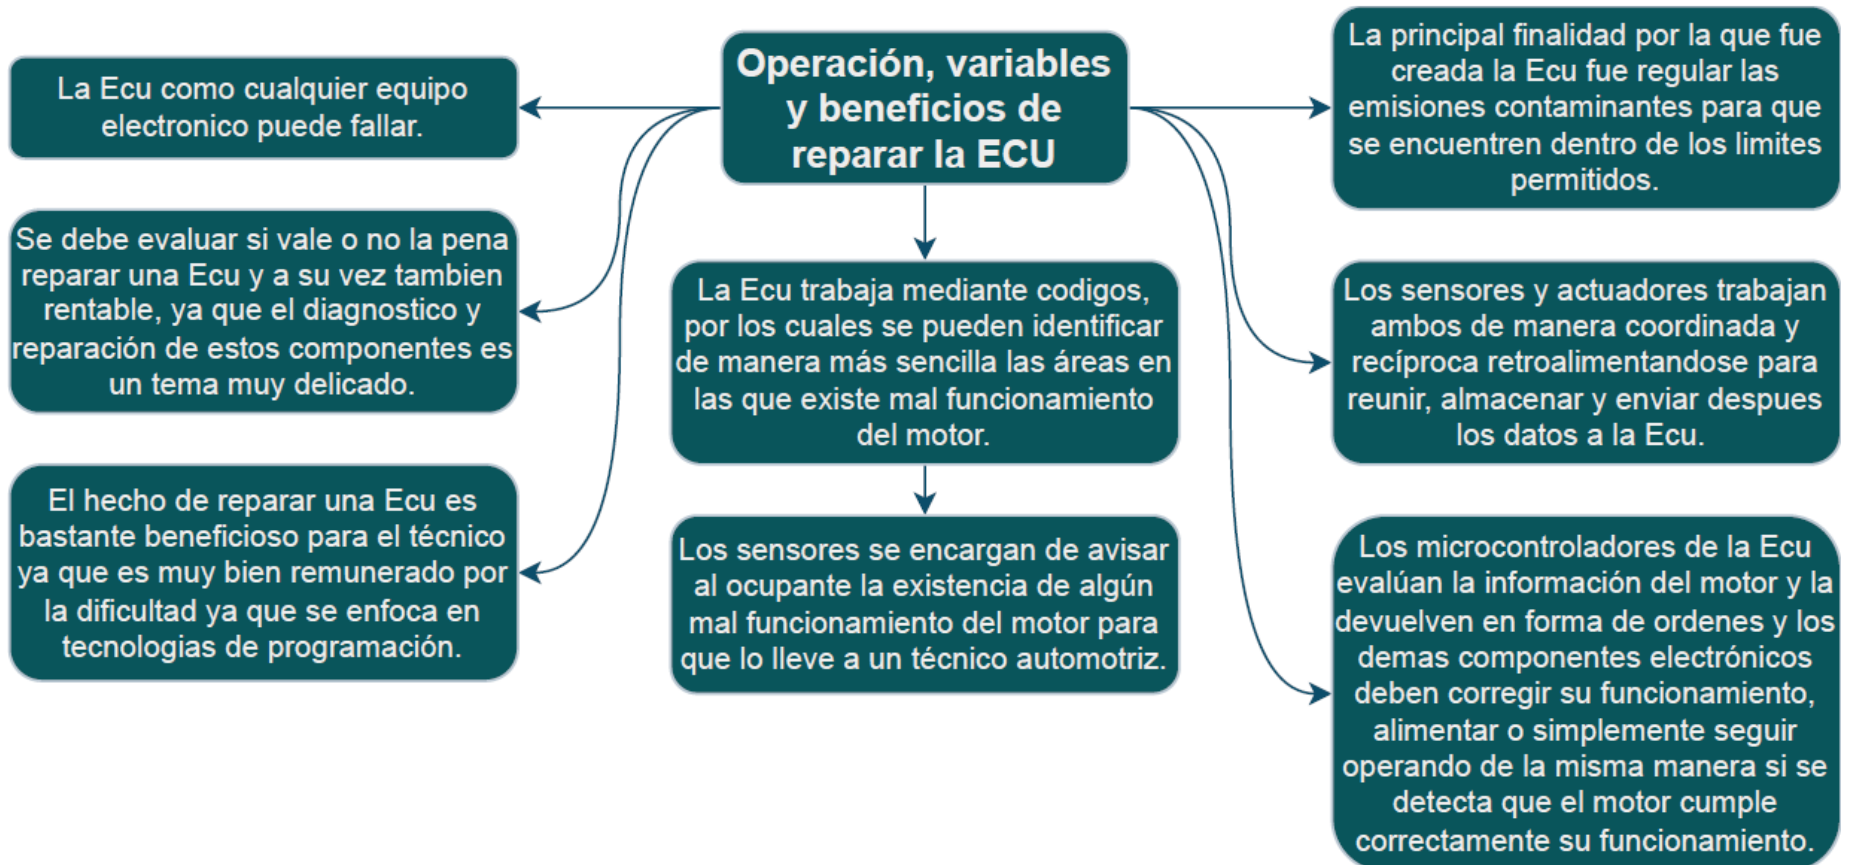 Operación, variables
y beneficios de
reparar la ECU
La Ecu como cualquier equipo
electronico puede fallar.
Se debe evaluar si vale o no la pena
reparar una Ecu y a su vez tambien
rentable, ya que el diagnostico y
reparación de estos componentes es
un tema muy delicado.
El hecho de reparar una Ecu es
bastante beneficioso para el técnico
ya que es muy bien remunerado por
la dificultad ya que se enfoca en
tecnologias de programación.
La Ecu trabaja mediante codigos,
por los cuales se pueden identificar
de manera más sencilla las áreas en
las que existe mal funcionamiento
del motor.
Los sensores se encargan de avisar
al ocupante la existencia de algún
mal funcionamiento del motor para
que lo lleve a un técnico automotriz.
La principal finalidad por la que fue
creada la Ecu fue regular las
emisiones contaminantes para que
se encuentren dentro de los limites
permitidos.
Los sensores y actuadores trabajan
ambos de manera coordinada y
recíproca retroalimentandose para
reunir, almacenar y enviar despues
los datos a la Ecu.
Los microcontroladores de la Ecu
evalúan la información del motor y la
devuelven en forma de ordenes y los
demas componentes electrónicos
deben corregir su funcionamiento,
alimentar o simplemente seguir
operando de la misma manera si se
detecta que el motor cumple
correctamente su funcionamiento.